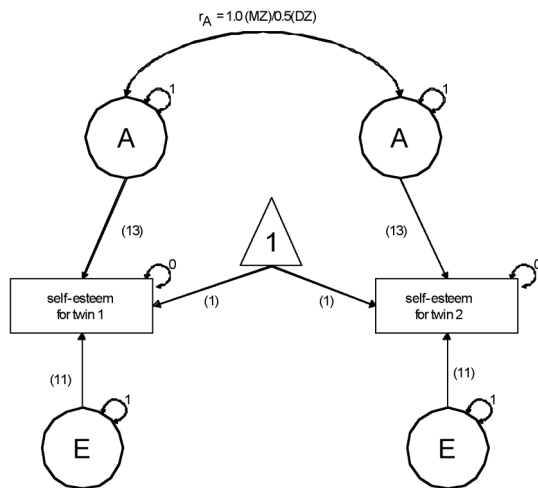 r_A = 1.0 (MZ)/0.5(DZ)
1
1
A
A
(13)
(13)
1
0
0
self-esteem
for twin 1
(1)
(1)
self-esteem
for twin 2
(11)
(11)
1
1
E
E